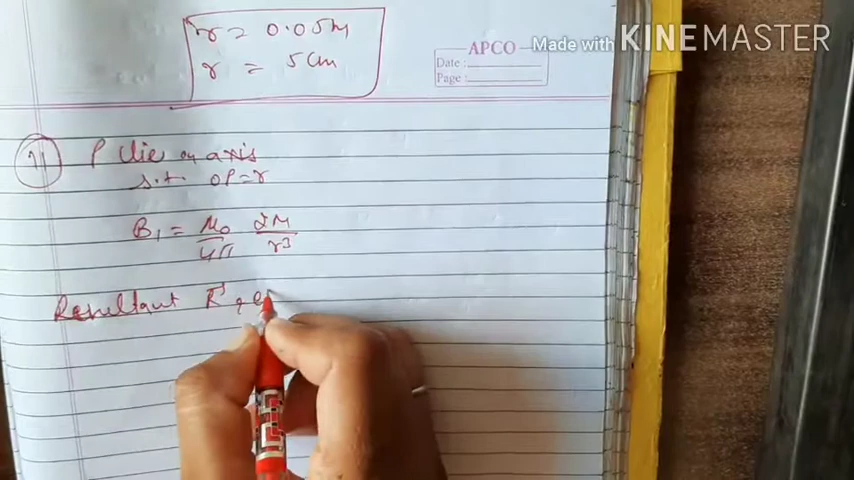 r = 0.05m
r = 5cm
APCO
Date:
Page:
Made with KINEMASTER
P lie on axis
s.t. OP = r
B1 = μ0 2M
4π r3
Resultant